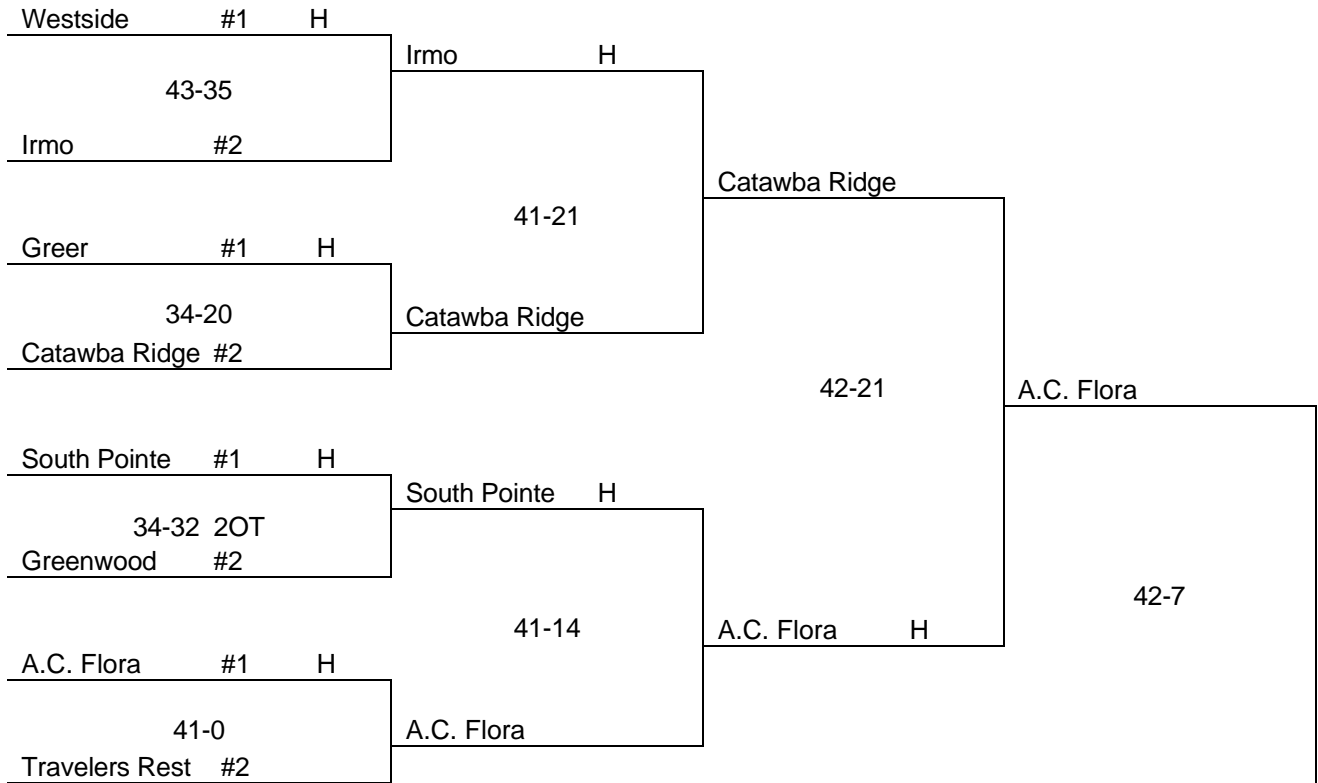 Westside #1 H
Irmo H
43-35
Irmo #2
Catawba Ridge
41-21
Greer #1 H
34-20
Catawba Ridge
Catawba Ridge #2
42-21
A.C. Flora
South Pointe #1 H
South Pointe H
34-32 2OT
Greenwood #2
42-7
41-14
A.C. Flora H
A.C. Flora #1 H
41-0
A.C. Flora
Travelers Rest #2